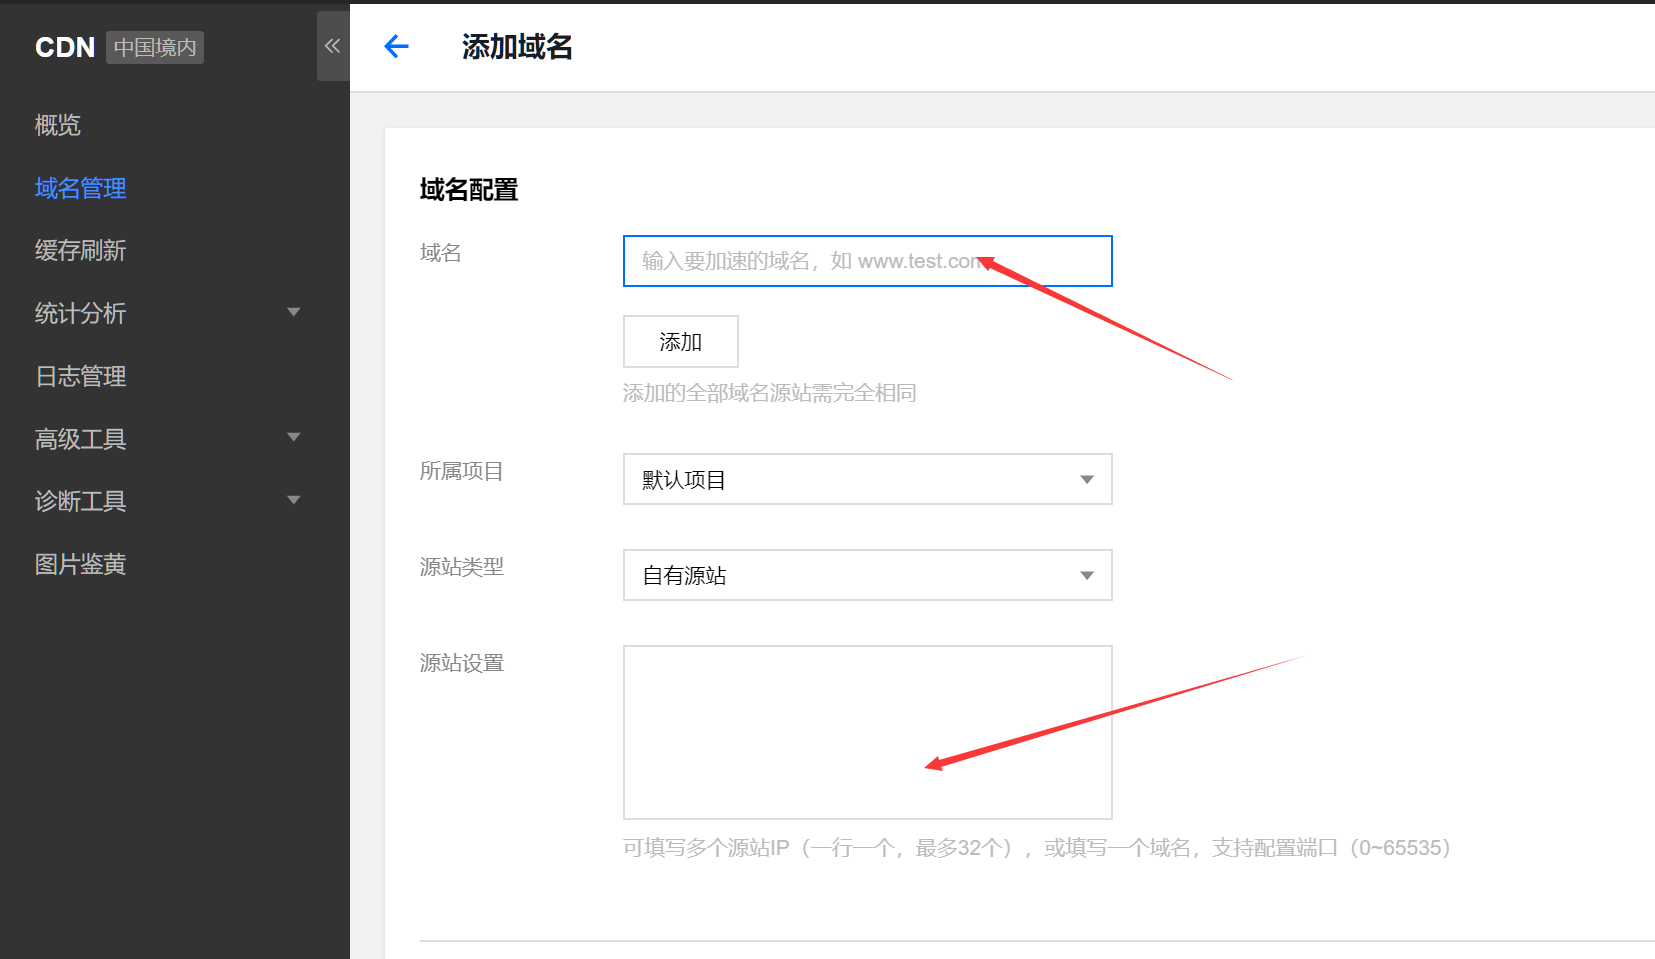 CDN 中国境内
添加域名
概览
域名管理
缓存刷新
统计分析
日志管理
高级工具
诊断工具
图片鉴黄
域名配置
域名
输入要加速的域名，如 www.test.com
添加
添加的全部域名源站需完全相同
所属项目
默认项目
源站类型
自有源站
源站设置
可填写多个源站IP（一行一个，最多32个），或填写一个域名，支持配置端口（0~65535）